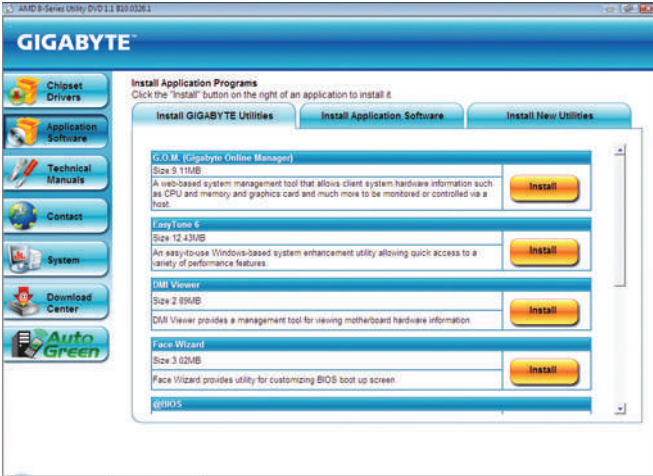 AMD 8-Series Utility DVD 1.1 B10.0326.1
GIGABYTE™
Chipset
Drivers
Application
Software
Technical
Manuals
Contact
System
Download
Center
Auto
Green
Install Application Programs
Click the "Install" button on the right of an application to install it
Install GIGABYTE Utilities
Install Application Software
Install New Utilities
G.O.M. (Gigabyte Online Manager)
Size:9.11MB
A web-based system management tool that allows client system hardware information such
as CPU and memory and graphics card and much more to be monitored or controlled via a
host.
Install
EasyTune 6
Size:12.43MB
An easy-to-use Windows-based system enhancement utility allowing quick access to a
variety of performance features.
Install
DMI Viewer
Size:2.89MB
DMI Viewer provides a management tool for viewing motherboard hardware information
Install
Face-Wizard
Size:3.02MB
Face Wizard provides utility for customizing BIOS boot up screen.
Install
@BIOS